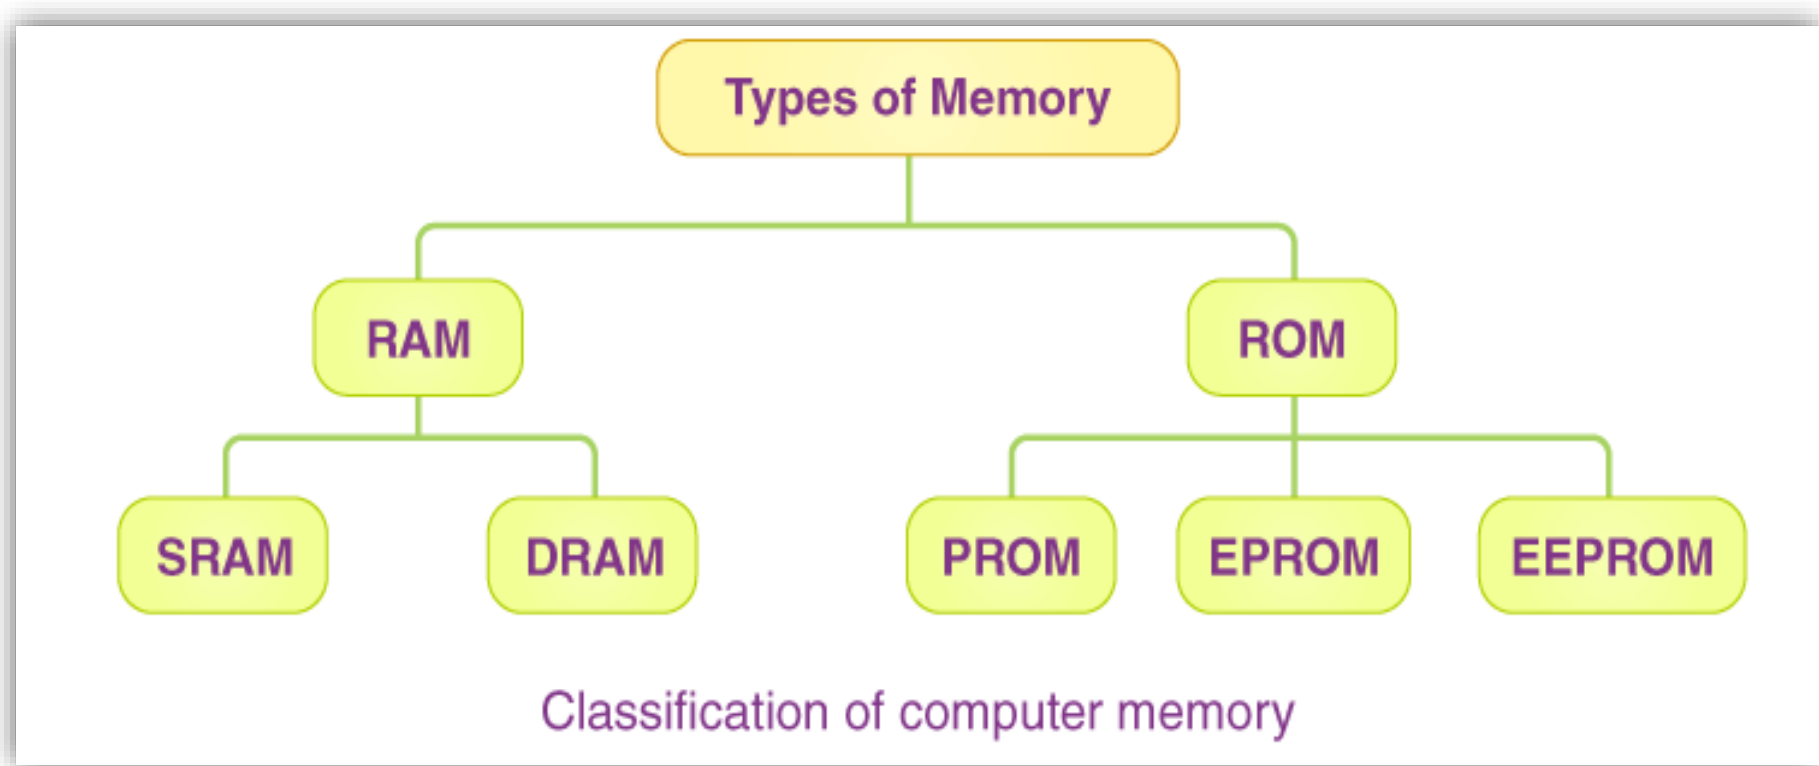 Types of Memory
RAM
ROM
SRAM
DRAM
PROM
EPROM
EEPROM
Classification of computer memory